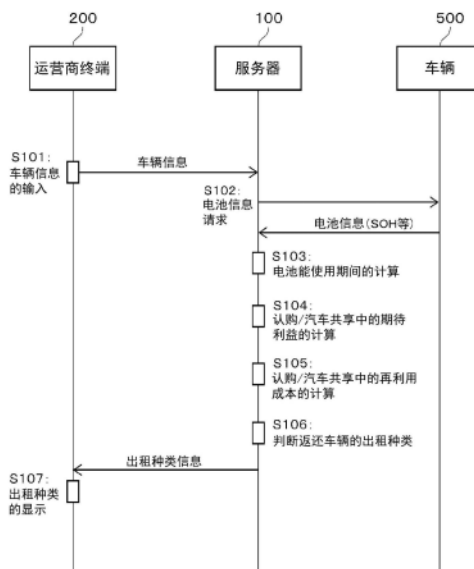 200
100
500
运营商终端
服务器
车辆
S101:
车辆信息
的输入
车辆信息
S102:
电池信息
请求
电池信息(SOH等)
S103:
电池能使用期间的计算
S104:
认购/汽车共享中的期待
利益的计算
S105:
认购/汽车共享中的再利用
成本的计算
S106:
判断返还车辆的出租种类
出租种类信息
S107:
出租种类
的显示